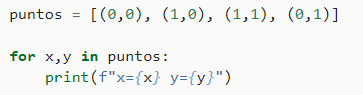 puntos = [(0,0), (1,0), (1,1), (0,1)]
for x,y in puntos:
    print(f"x={x} y={y}")